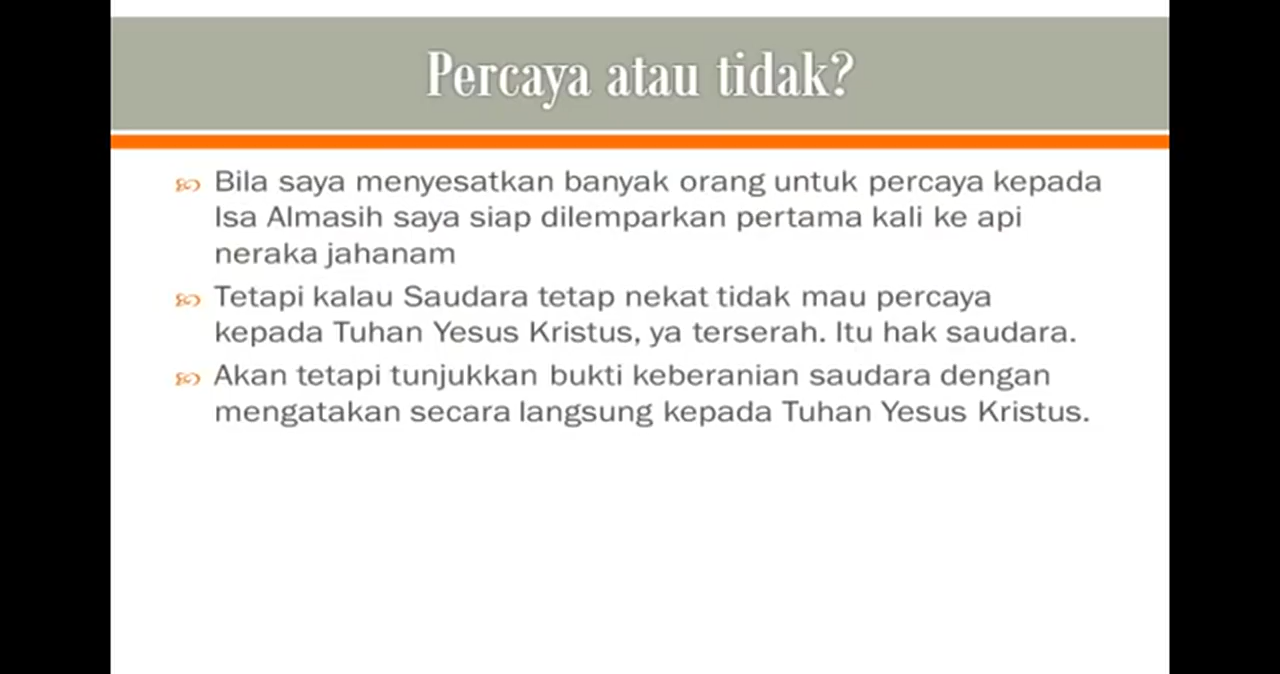 Percaya atau tidak?
Bila saya menyesatkan banyak orang untuk percaya kepada
Isa Almasih saya siap dilemparkan pertama kali ke api
neraka jahanam
Tetapi kalau Saudara tetap nekat tidak mau percaya
kepada Tuhan Yesus Kristus, ya terserah. Itu hak saudara.
Akan tetapi tunjukkan bukti keberanian saudara dengan
mengatakan secara langsung kepada Tuhan Yesus Kristus.